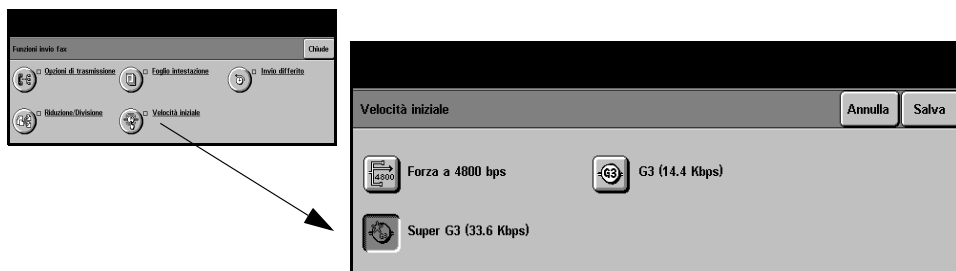 Funzioni invio fax
Chiude
Opzioni di trasmissione
Foglio intestazione
Invio differito
Riduzione/Divisione
Velocità iniziale
Velocità iniziale
Annulla
Salva
4800
Forza a 4800 bps
G3
G3 (14.4 Kbps)
Super G3 (33.6 Kbps)